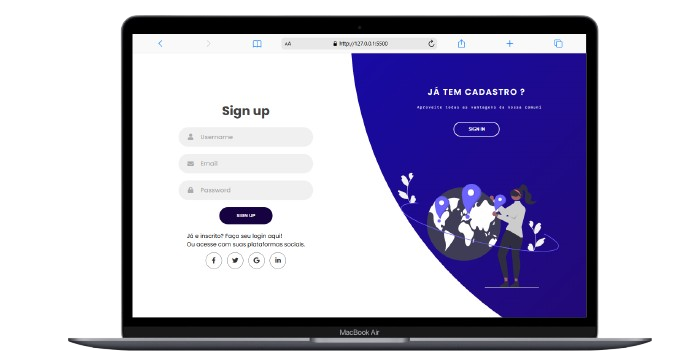 AA
http://127.0.0.1:5500
Sign up
Username
Email
Password
SIGN UP
Já e inscrito? Faça seu login aqui!
Ou acesse com suas plataformas sociais.
JÁ TEM CADASTRO ?
Aproveite todas as vantagens da nossa comuni
SIGN IN
MacBook Air